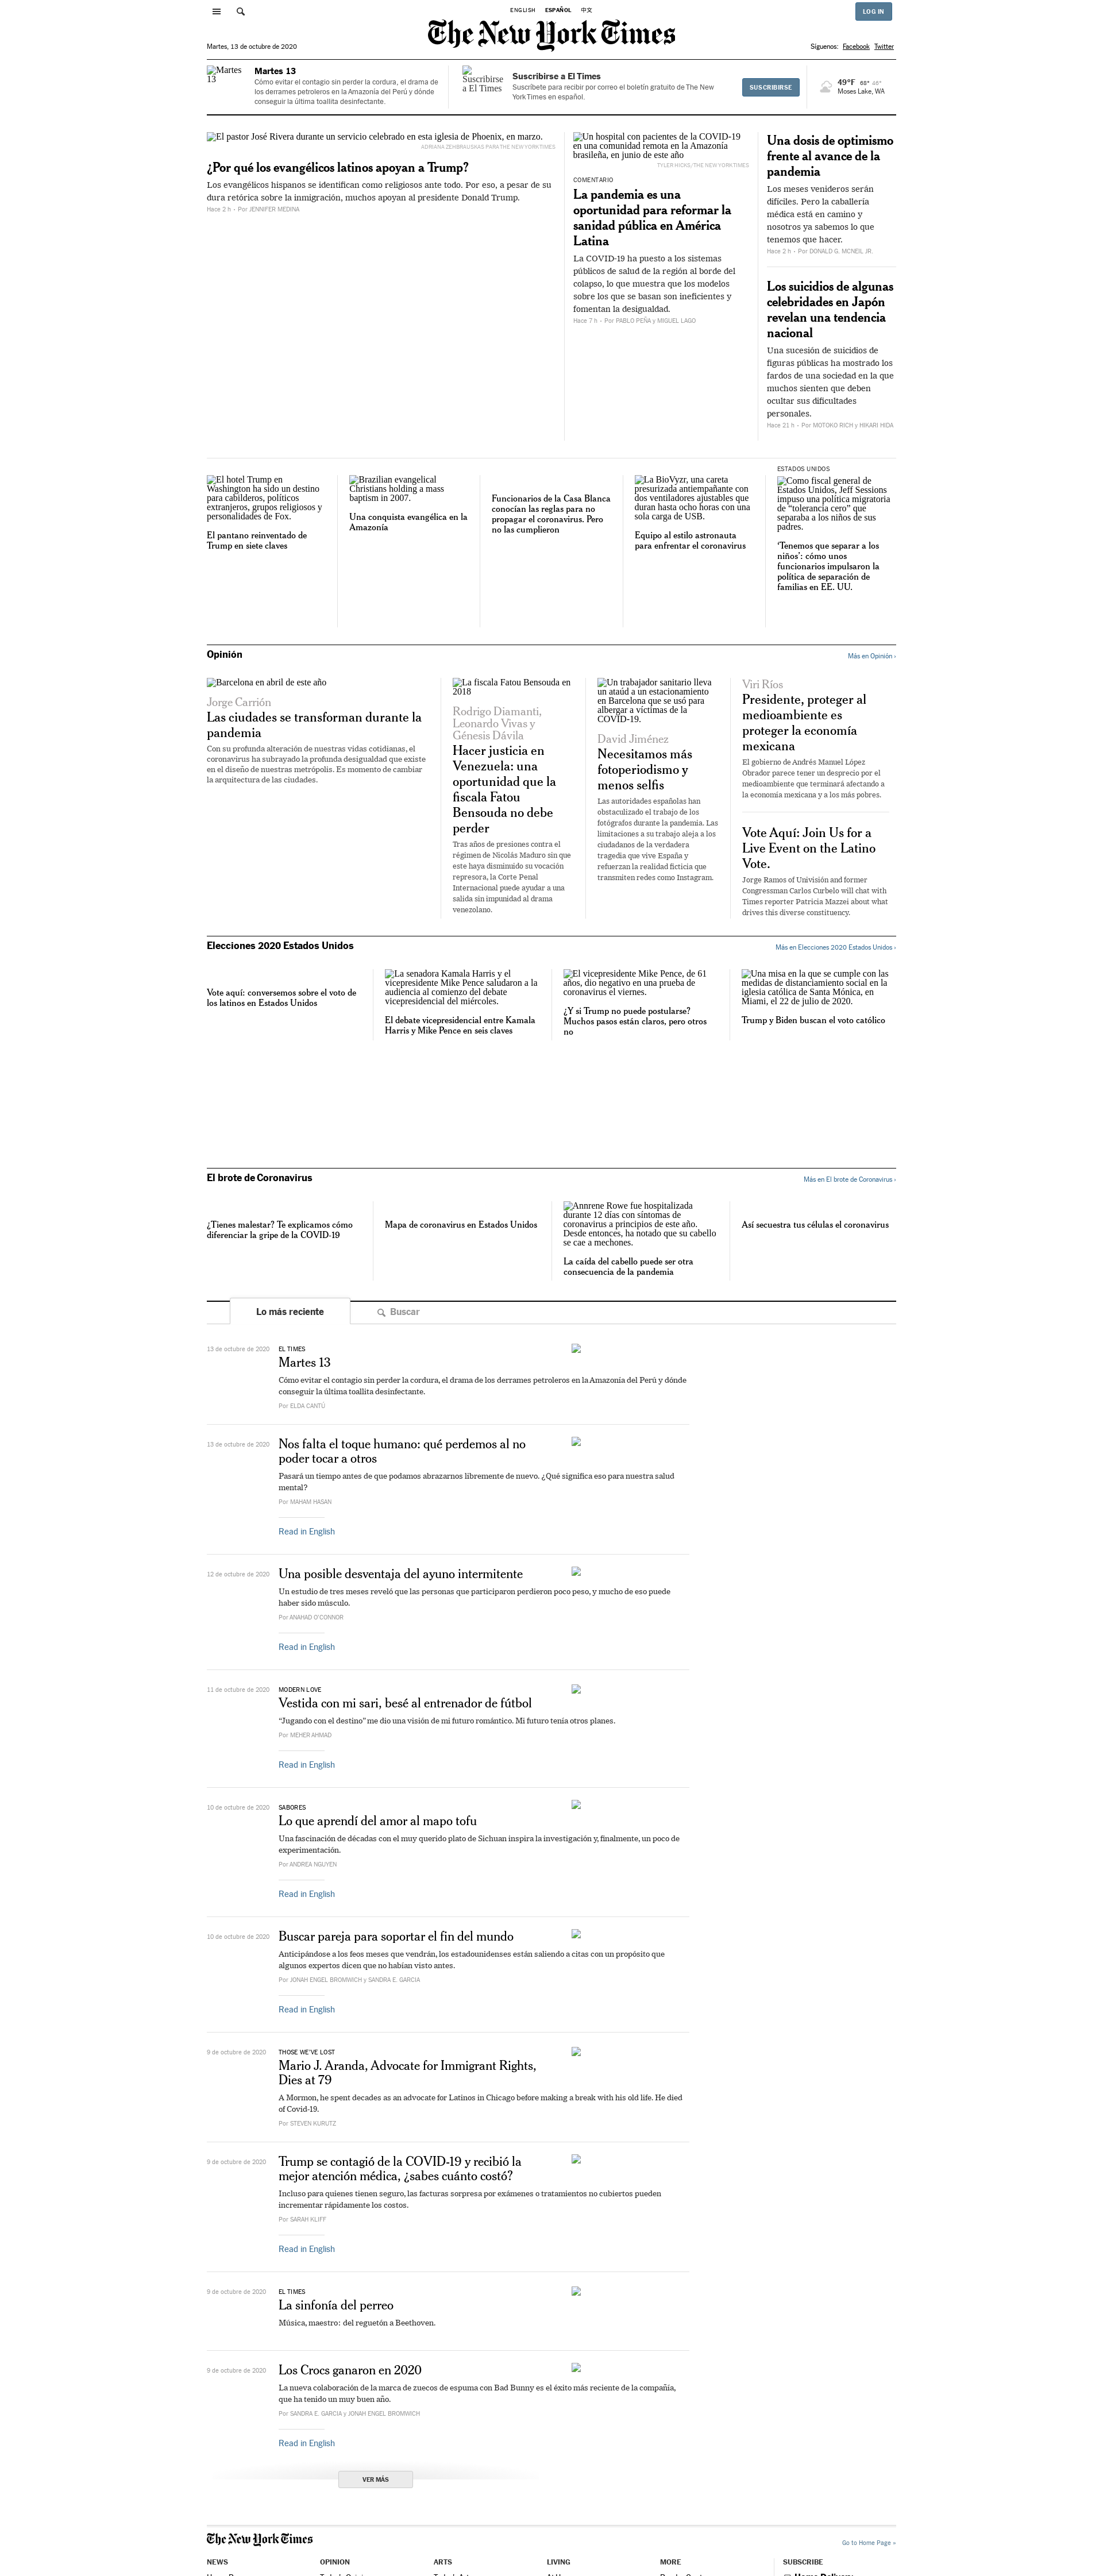 ENGLISH ESPAÑOL 中文
LOG IN
The New York Times
Martes, 13 de octubre de 2020
Síguenos: Facebook Twitter
Martes 13
Martes 13
Cómo evitar el contagio sin perder la cordura, el drama de
los derrames petroleros en la Amazonía del Perú y dónde
conseguir la última toallita desinfectante.
Suscribirse a El Times
Suscribirse a El Times
Suscríbete para recibir por correo el boletín gratuito de The New
York Times en español.
SUSCRIBIRSE
49°F 68° 46°
Moses Lake, WA
El pastor José Rivera durante un servicio celebrado en esta iglesia de Phoenix, en marzo.
ADRIANA ZEHBRAUSKAS PARA THE NEW YORK TIMES
¿Por qué los evangélicos latinos apoyan a Trump?
Los evangélicos hispanos se identifican como religiosos ante todo. Por eso, a pesar de su
dura retórica sobre la inmigración, muchos apoyan al presidente Donald Trump.
Hace 2 h - Por JENNIFER MEDINA
Un hospital con pacientes de la COVID-19
en una comunidad remota en la Amazonía
brasileña, en junio de este año
TYLER HICKS/THE NEW YORK TIMES
COMENTARIO
La pandemia es una
oportunidad para reformar la
sanidad pública en América
Latina
La COVID-19 ha puesto a los sistemas
públicos de salud de la región al borde del
colapso, lo que muestra que los modelos
sobre los que se basan son ineficientes y
fomentan la desigualdad.
Hace 7 h - Por PABLO PEÑA y MIGUEL LAGO
Una dosis de optimismo
frente al avance de la
pandemia
Los meses venideros serán
difíciles. Pero la caballería
médica está en camino y
nosotros ya sabemos lo que
tenemos que hacer.
Hace 2 h - Por DONALD G. MCNEIL JR.
Los suicidios de algunas
celebridades en Japón
revelan una tendencia
nacional
Una sucesión de suicidios de
figuras públicas ha mostrado los
fardos de una sociedad en la que
muchos sienten que deben
ocultar sus dificultades
personales.
Hace 21 h - Por MOTOKO RICH y HIKARI HIDA
El hotel Trump en
Washington ha sido un destino
para cabilderos, políticos
extranjeros, grupos religiosos y
personalidades de Fox.
El pantano reinventado de
Trump en siete claves
Brazilian evangelical
Christians holding a mass
baptism in 2007.
Una conquista evangélica en la
Amazonía
Funcionarios de la Casa Blanca
conocían las reglas para no
propagar el coronavirus. Pero
no las cumplieron
La BioVyzr, una careta
presurizada antiempañante con
dos ventiladores ajustables que
duran hasta ocho horas con una
sola carga de USB.
Equipo al estilo astronauta
para enfrentar el coronavirus
ESTADOS UNIDOS
Como fiscal general de
Estados Unidos, Jeff Sessions
impuso una política migratoria
de “tolerancia cero” que
separaba a los niños de sus
padres.
‘Tenemos que separar a los
niños’: cómo unos
funcionarios impulsaron la
política de separación de
familias en EE. UU.
Opinión
Más en Opinión ›
Barcelona en abril de este año
Jorge Carrión
Las ciudades se transforman durante la
pandemia
Con su profunda alteración de nuestras vidas cotidianas, el
coronavirus ha subrayado la profunda desigualdad que existe
en el diseño de nuestras metrópolis. Es momento de cambiar
la arquitectura de las ciudades.
La fiscala Fatou Bensouda en
2018
Rodrigo Diamanti,
Leonardo Vivas y
Génesis Dávila
Hacer justicia en
Venezuela: una
oportunidad que la
fiscala Fatou
Bensouda no debe
perder
Tras años de presiones contra el
régimen de Nicolás Maduro sin que
este haya disminuido su vocación
represora, la Corte Penal
Internacional puede ayudar a una
salida sin impunidad al drama
venezolano.
Un trabajador sanitario lleva
un ataúd a un estacionamiento
en Barcelona que se usó para
albergar a víctimas de la
COVID-19.
David Jiménez
Necesitamos más
fotoperiodismo y
menos selfis
Las autoridades españolas han
obstaculizado el trabajo de los
fotógrafos durante la pandemia. Las
limitaciones a su trabajo aleja a los
ciudadanos de la verdadera
tragedia que vive España y
refuerzan la realidad ficticia que
transmiten redes como Instagram.
Viri Ríos
Presidente, proteger al
medioambiente es
proteger la economía
mexicana
El gobierno de Andrés Manuel López
Obrador parece tener un desprecio por el
medioambiente que terminará afectando a
la economía mexicana y a los más pobres.
Vote Aquí: Join Us for a
Live Event on the Latino
Vote.
Jorge Ramos of Univisión and former
Congressman Carlos Curbelo will chat with
Times reporter Patricia Mazzei about what
drives this diverse constituency.
Elecciones 2020 Estados Unidos
Más en Elecciones 2020 Estados Unidos ›
Vote aquí: conversemos sobre el voto de
los latinos en Estados Unidos
La senadora Kamala Harris y el
vicepresidente Mike Pence saludaron a la
audiencia al comienzo del debate
vicepresidencial del miércoles.
El debate vicepresidencial entre Kamala
Harris y Mike Pence en seis claves
El vicepresidente Mike Pence, de 61
años, dio negativo en una prueba de
coronavirus el viernes.
¿Y si Trump no puede postularse?
Muchos pasos están claros, pero otros
no
Una misa en la que se cumple con las
medidas de distanciamiento social en la
iglesia católica de Santa Mónica, en
Miami, el 22 de julio de 2020.
Trump y Biden buscan el voto católico
El brote de Coronavirus
Más en El brote de Coronavirus ›
¿Tienes malestar? Te explicamos cómo
diferenciar la gripe de la COVID-19
Mapa de coronavirus en Estados Unidos
Annrene Rowe fue hospitalizada
durante 12 días con síntomas de
coronavirus a principios de este año.
Desde entonces, ha notado que su cabello
se cae a mechones.
La caída del cabello puede ser otra
consecuencia de la pandemia
Así secuestra tus células el coronavirus
Lo más reciente
Buscar
13 de octubre de 2020
EL TIMES
Martes 13
Cómo evitar el contagio sin perder la cordura, el drama de los derrames petroleros en la Amazonía del Perú y dónde
conseguir la última toallita desinfectante.
Por ELDA CANTÚ
13 de octubre de 2020
Nos falta el toque humano: qué perdemos al no
poder tocar a otros
Pasará un tiempo antes de que podamos abrazarnos libremente de nuevo. ¿Qué significa eso para nuestra salud
mental?
Por MAHAM HASAN
Read in English
12 de octubre de 2020
Una posible desventaja del ayuno intermitente
Un estudio de tres meses reveló que las personas que participaron perdieron poco peso, y mucho de eso puede
haber sido músculo.
Por ANAHAD O’CONNOR
Read in English
11 de octubre de 2020
MODERN LOVE
Vestida con mi sari, besé al entrenador de fútbol
“Jugando con el destino” me dio una visión de mi futuro romántico. Mi futuro tenía otros planes.
Por MEHER AHMAD
Read in English
10 de octubre de 2020
SABORES
Lo que aprendí del amor al mapo tofu
Una fascinación de décadas con el muy querido plato de Sichuan inspira la investigación y, finalmente, un poco de
experimentación.
Por ANDREA NGUYEN
Read in English
10 de octubre de 2020
Buscar pareja para soportar el fin del mundo
Anticipándose a los feos meses que vendrán, los estadounidenses están saliendo a citas con un propósito que
algunos expertos dicen que no habían visto antes.
Por JONAH ENGEL BROMWICH y SANDRA E. GARCIA
Read in English
9 de octubre de 2020
THOSE WE’VE LOST
Mario J. Aranda, Advocate for Immigrant Rights,
Dies at 79
A Mormon, he spent decades as an advocate for Latinos in Chicago before making a break with his old life. He died
of Covid-19.
Por STEVEN KURUTZ
9 de octubre de 2020
Trump se contagió de la COVID-19 y recibió la
mejor atención médica, ¿sabes cuánto costó?
Incluso para quienes tienen seguro, las facturas sorpresa por exámenes o tratamientos no cubiertos pueden
incrementar rápidamente los costos.
Por SARAH KLIFF
Read in English
9 de octubre de 2020
EL TIMES
La sinfonía del perreo
Música, maestro: del reguetón a Beethoven.
9 de octubre de 2020
Los Crocs ganaron en 2020
La nueva colaboración de la marca de zuecos de espuma con Bad Bunny es el éxito más reciente de la compañía,
que ha tenido un muy buen año.
Por SANDRA E. GARCIA y JONAH ENGEL BROMWICH
Read in English
VER MÁS
The New York Times
Go to Home Page »
NEWS OPINION ARTS LIVING MORE SUBSCRIBE